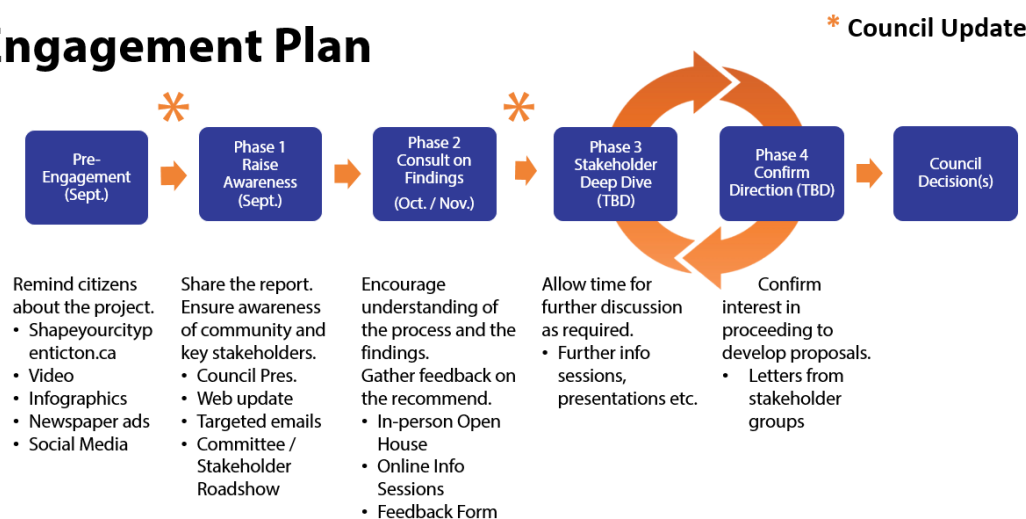 ngagement Plan
* Council Update
Pre-
Engagement
(Sept.)
*
Phase 1
Raise
Awareness
(Sept.)
Phase 2
Consult on
Findings
(Oct. / Nov.)
*
Phase 3
Stakeholder
Deep Dive
(TBD)
Phase 4
Confirm
Direction (TBD)
Council
Decision(s)
Remind citizens
about the project.
• Shapeyourcityp
enticton.ca
• Video
• Infographics
• Newspaper ads
• Social Media
Share the report.
Ensure awareness
of community and
key stakeholders.
• Council Pres.
• Web update
• Targeted emails
• Committee /
Stakeholder
Roadshow
Encourage
understanding of
the process and the
findings.
Gather feedback on
the recommend.
• In-person Open
House
• Online Info
Sessions
• Feedback Form
Allow time for
further discussion
as required.
• Further info
sessions,
presentations etc.
Confirm
interest in
proceeding to
develop proposals.
• Letters from
stakeholder
groups